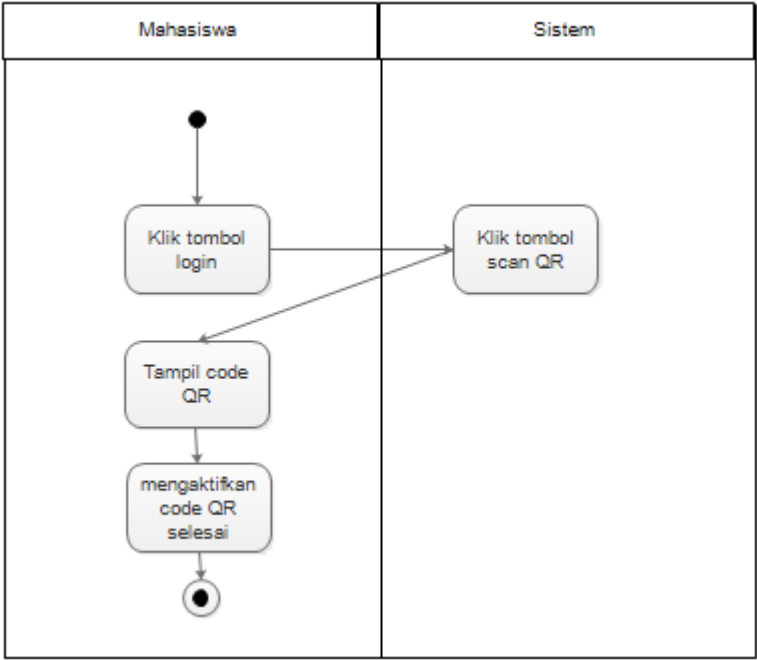 Mahasiswa
Sistem
Klik tombol
login
Klik tombol
scan QR
Tampil code
QR
mengaktifkan
code QR
selesai